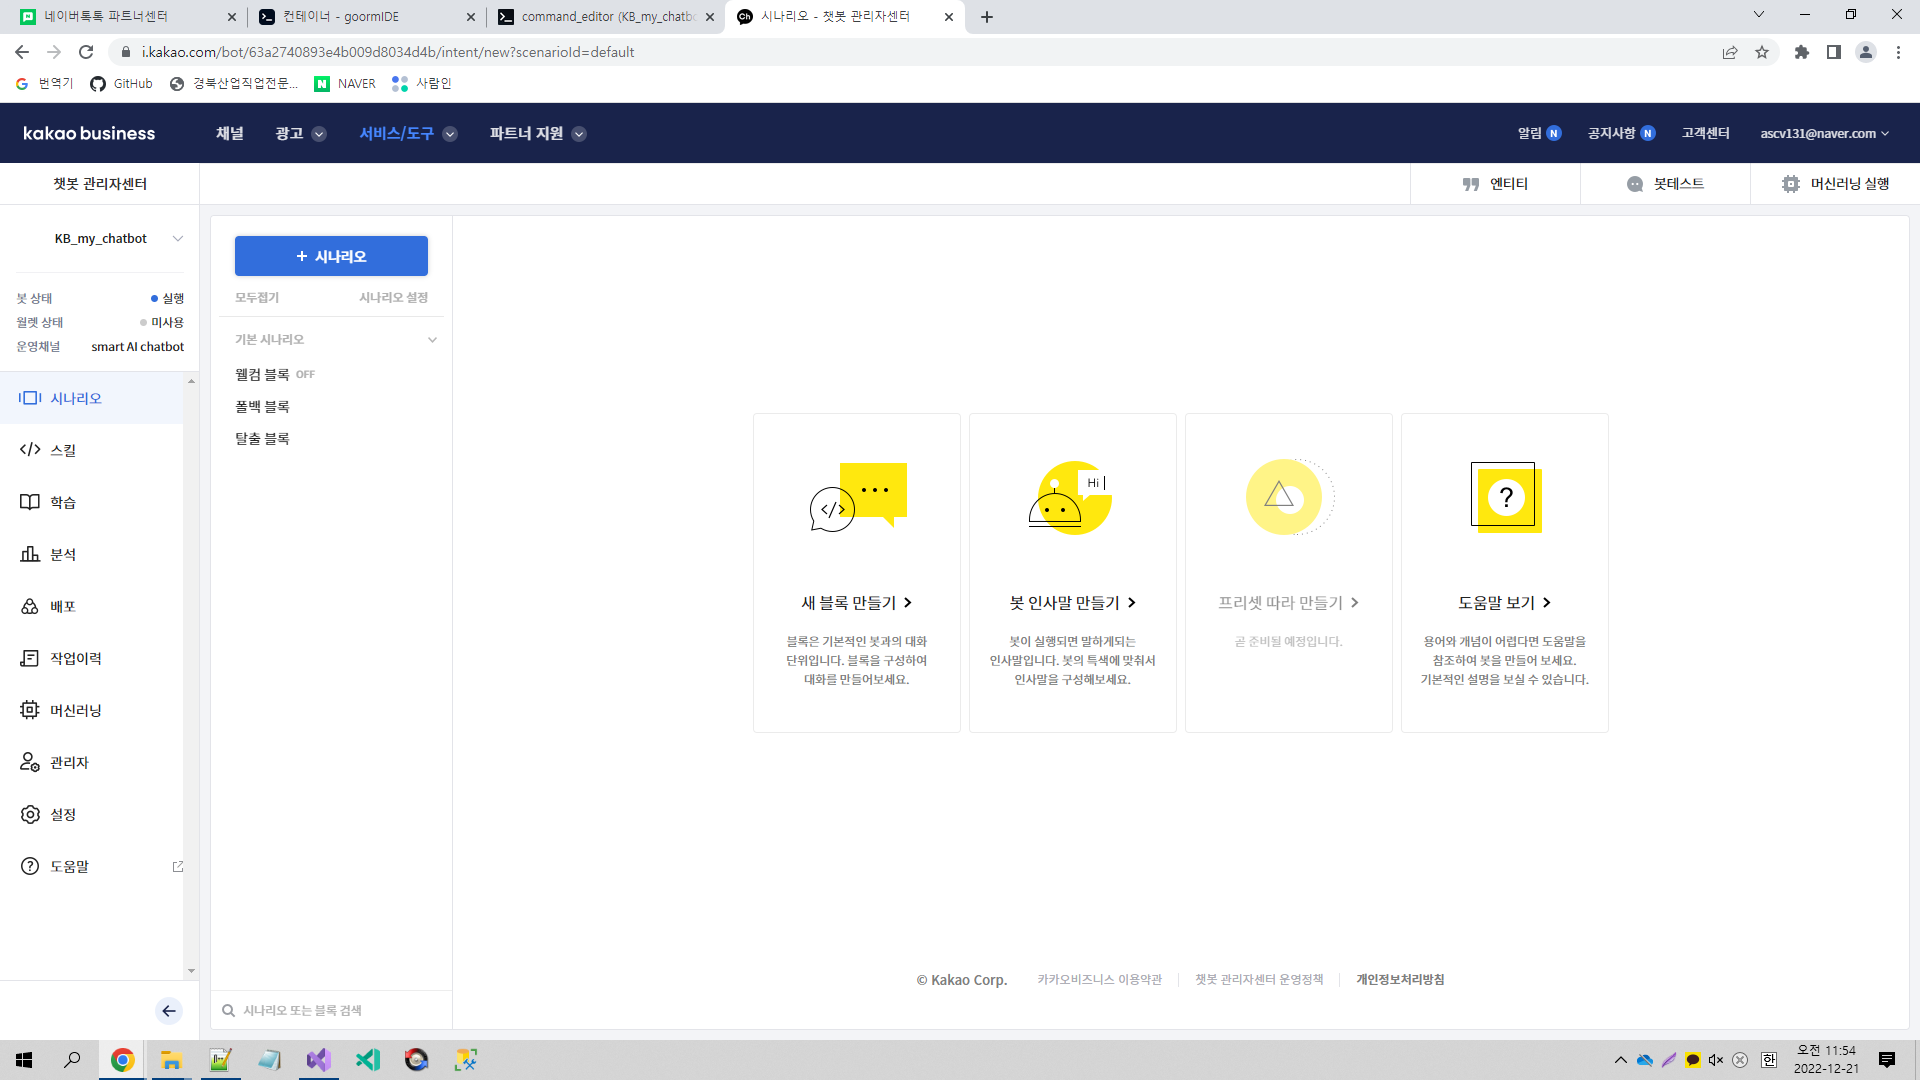 네이버톡톡 파트너센터
컨테이너 - goormIDE
command_editor (KB_my_chatb
시나리오 - 챗봇 관리자센터
i.kakao.com/bot/63a2740893e4b009d8034d4b/intent/new?scenarioId=default
번역기
GitHub
경북산업직업전문...
NAVER
사람인
kakao business
채널
광고
서비스/도구
파트너 지원
알림 N
공지사항 N
고객센터
ascv131@naver.com
챗봇 관리자센터
엔티티
봇테스트
머신러닝 실행
KB_my_chatbot
봇 상태 실행
월렛 상태 미사용
운영채널 smart AI chatbot
시나리오
스킬
학습
분석
배포
작업이력
머신러닝
관리자
설정
도움말
+ 시나리오
모두접기 시나리오 설정
기본 시나리오
웰컴 블록 OFF
폴백 블록
탈출 블록
시나리오 또는 블록 검색
새 블록 만들기
블록은 기본적인 봇과의 대화
단위입니다. 블록을 구성하여
대화를 만들어보세요.
Hi
봇 인사말 만들기
봇이 실행되면 말하게되는
인사말입니다. 봇의 특색에 맞춰서
인사말을 구성해보세요.
프리셋 따라 만들기
곧 준비될 예정입니다.
?
도움말 보기
용어와 개념이 어렵다면 도움말을
참조하여 봇을 만들어 보세요.
기본적인 설명을 보실 수 있습니다.
© Kakao Corp.
카카오비즈니스 이용약관
챗봇 관리자센터 운영정책
개인정보처리방침
한
오전 11:54
2022-12-21